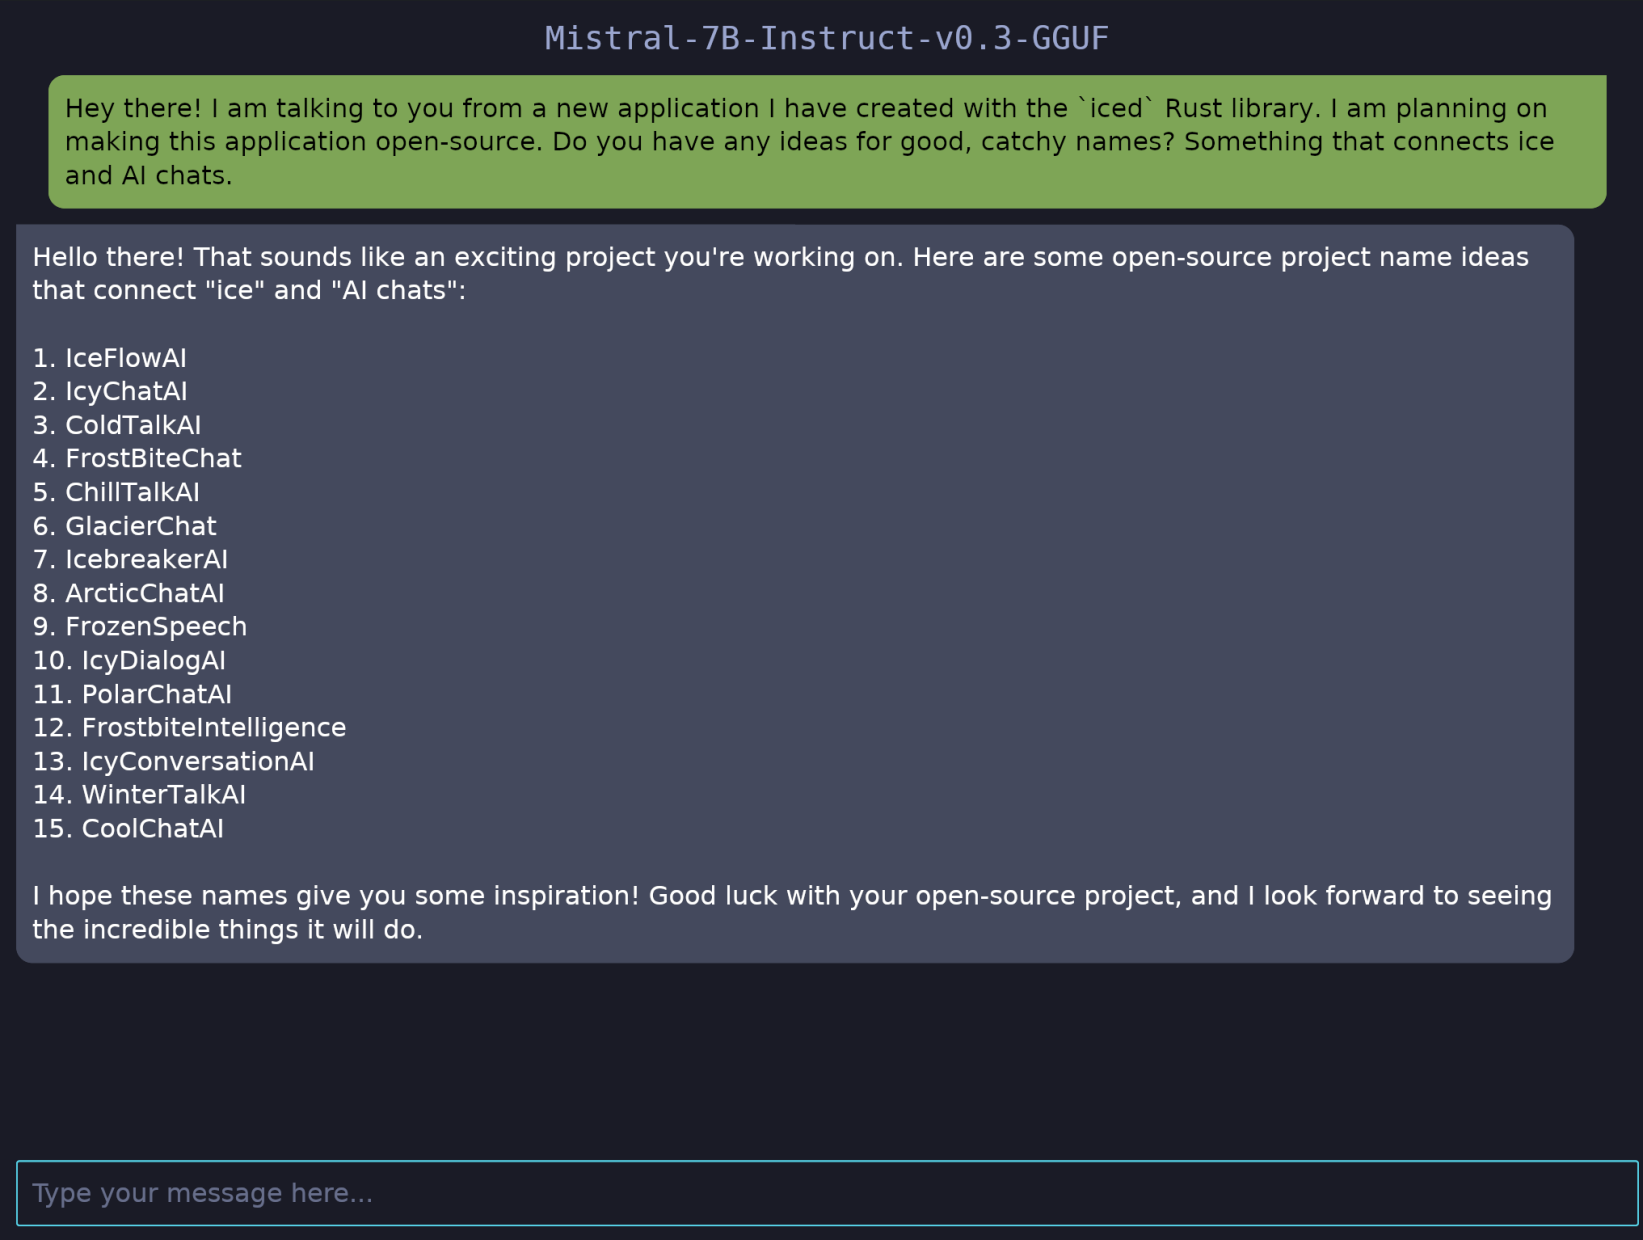 Mistral-7B-Instruct-v0.3-GGUF
Hey there! I am talking to you from a new application I have created with the `iced` Rust library. I am planning on
making this application open-source. Do you have any ideas for good, catchy names? Something that connects ice
and AI chats.
Hello there! That sounds like an exciting project you're working on. Here are some open-source project name ideas
that connect "ice" and "AI chats":
1. IceFlowAI
2. IcyChatAI
3. ColdTalkAI
4. FrostBiteChat
5. ChillTalkAI
6. GlacierChat
7. IcebreakerAI
8. ArcticChatAI
9. FrozenSpeech
10. IcyDialogAI
11. PolarChatAI
12. FrostbiteIntelligence
13. IcyConversationAI
14. WinterTalkAI
15. CoolChatAI
I hope these names give you some inspiration! Good luck with your open-source project, and I look forward to seeing
the incredible things it will do.
Type your message here...